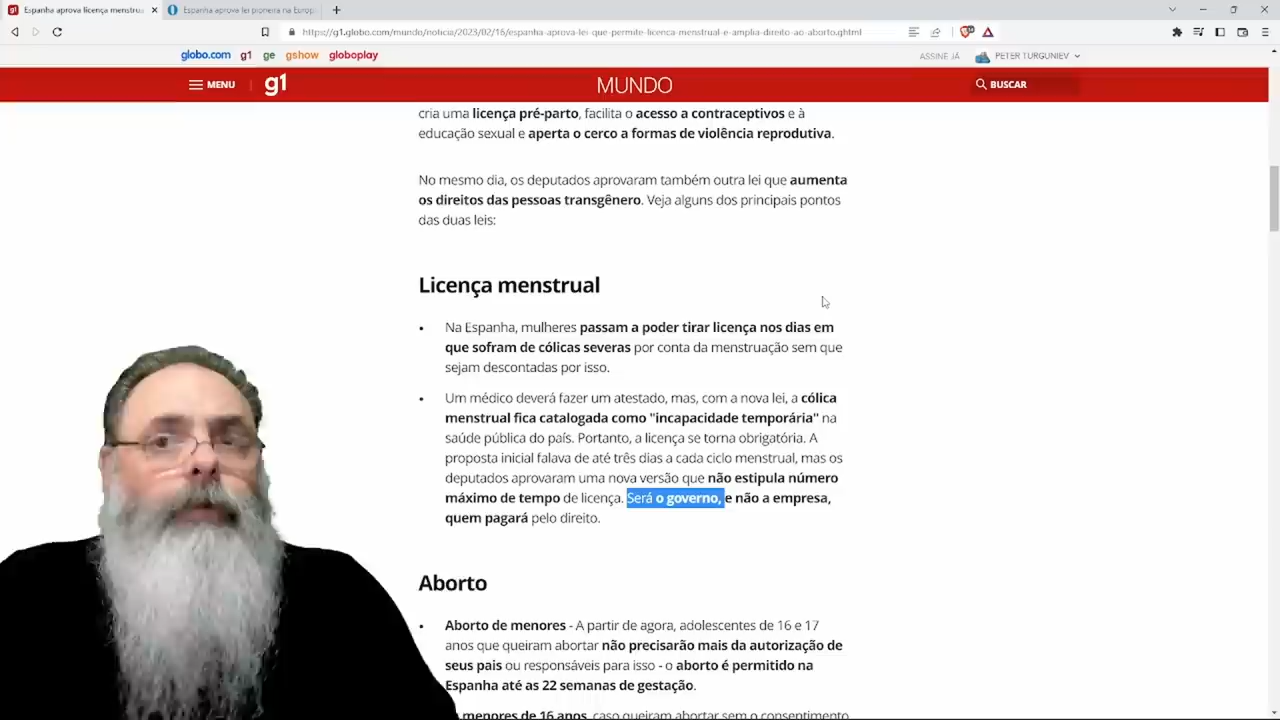 Espanha aprova licença menstrua
Espanha aprova lei pioneira na Europ
https://g1.globo.com/mundo/noticia/2023/02/16/espanha-aprova-lei-que-permite-licenca-menstrual-e-amplia-direito-ao-aborto.ghtml
globo.com g1 ge gshow globoplay ASSINE JÁ PETER TURGUNIEV
MENU g1 MUNDO BUSCAR
cria uma licença pré-parto, facilita o acesso a contraceptivos e à
educação sexual e aperta o cerco a formas de violência reprodutiva.
No mesmo dia, os deputados aprovaram também outra lei que aumenta
os direitos das pessoas transgênero. Veja alguns dos principais pontos
das duas leis:
Licença menstrual
• Na Espanha, mulheres passam a poder tirar licença nos dias em
que sofram de cólicas severas por conta da menstruação sem que
sejam descontadas por isso.
• Um médico deverá fazer um atestado, mas, com a nova lei, a cólica
menstrual fica catalogada como "incapacidade temporária" na
saúde pública do país. Portanto, a licença se torna obrigatória. A
proposta inicial falava de até três dias a cada ciclo menstrual, mas os
deputados aprovaram uma nova versão que não estipula número
máximo de tempo de licença. Será o governo, e não a empresa,
quem pagará pelo direito.
Aborto
• Aborto de menores - A partir de agora, adolescentes de 16 e 17
anos que queiram abortar não precisarão mais da autorização de
seus pais ou responsáveis para isso - o aborto é permitido na
Espanha até as 22 semanas de gestação.
menores de 16 anos, caso queiram abortar sem o consentimento